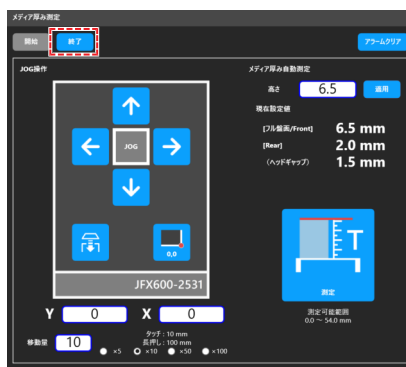 メディア厚み測定
開始 終了 アラームクリア
JOG操作
JOG
0,0
JFX600-2531
Y 0 X 0
移動量 10
タッチ : 10 mm
長押し : 100 mm
×5 ×10 ×50 ×100
メディア厚み自動測定
高さ 6.5 適用
現在設定値
[フル盤面/Front] 6.5 mm
[Rear] 2.0 mm
(ヘッドギャップ) 1.5 mm
T
測定
測定可能範囲
0.0 ～ 54.0 mm